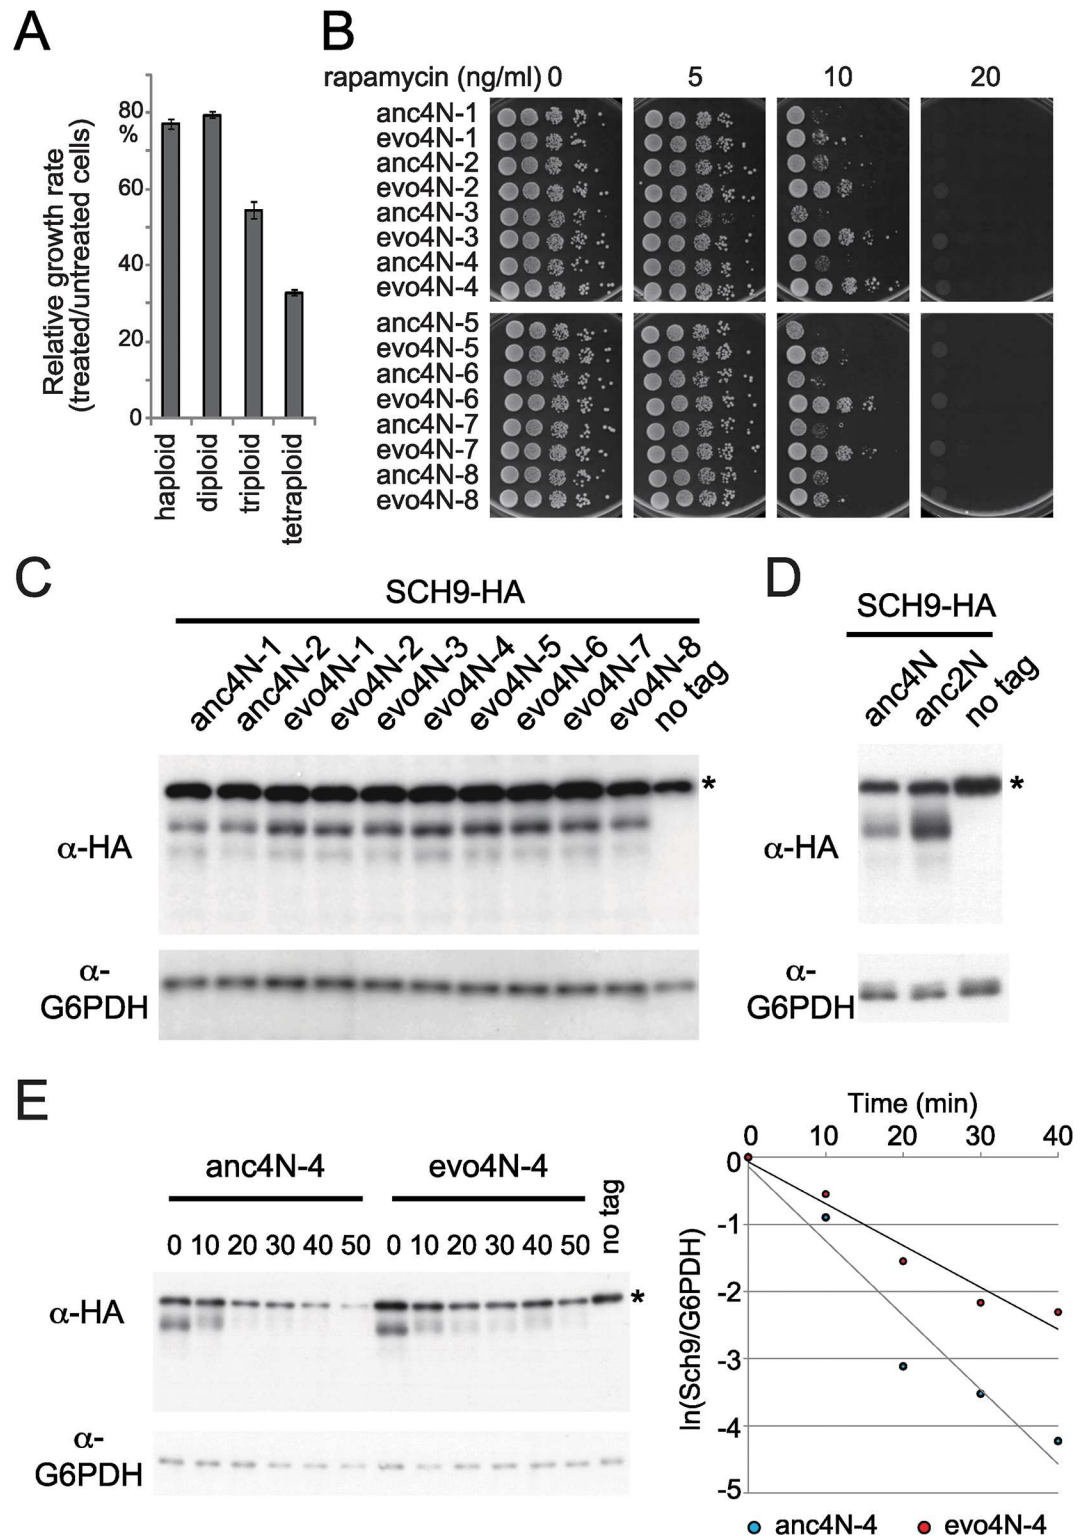 A
Relative growth rate
(treated/untreated cells)
80
%
60
40
20
0
haploid
diploid
triploid
tetraploid
B
rapamycin (ng/ml) 0 5 10 20
anc4N-1
evo4N-1
anc4N-2
evo4N-2
anc4N-3
evo4N-3
anc4N-4
evo4N-4
anc4N-5
evo4N-5
anc4N-6
evo4N-6
anc4N-7
evo4N-7
anc4N-8
evo4N-8
C
SCH9-HA
anc4N-1
anc4N-2
evo4N-1
evo4N-2
evo4N-3
evo4N-4
evo4N-5
evo4N-6
evo4N-7
evo4N-8
no tag
*
α-HA
α-
G6PDH
D
SCH9-HA
anc4N
anc2N
no tag
*
α-HA
α-
G6PDH
E
anc4N-4 evo4N-4
0 10 20 30 40 50 0 10 20 30 40 50 no tag
*
α-HA
α-
G6PDH
Time (min)
0 10 20 30 40
ln(Sch9/G6PDH)
0
-1
-2
-3
-4
-5
anc4N-4 evo4N-4